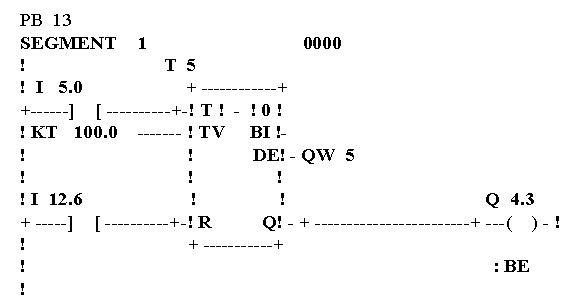 PB 13
SEGMENT 1 0000
! T 5
! I 5.0 + ------------+
+------] [ ----------+-! T ! - ! 0 !
! KT 100.0 ------- ! TV BI !-
! ! DE! - QW 5
! ! !
! I 12.6 ! ! Q 4.3
+ -----] [ ----------+-! R Q! - + -----------------------+ ---( ) - !
! + -----------+
! : BE
!